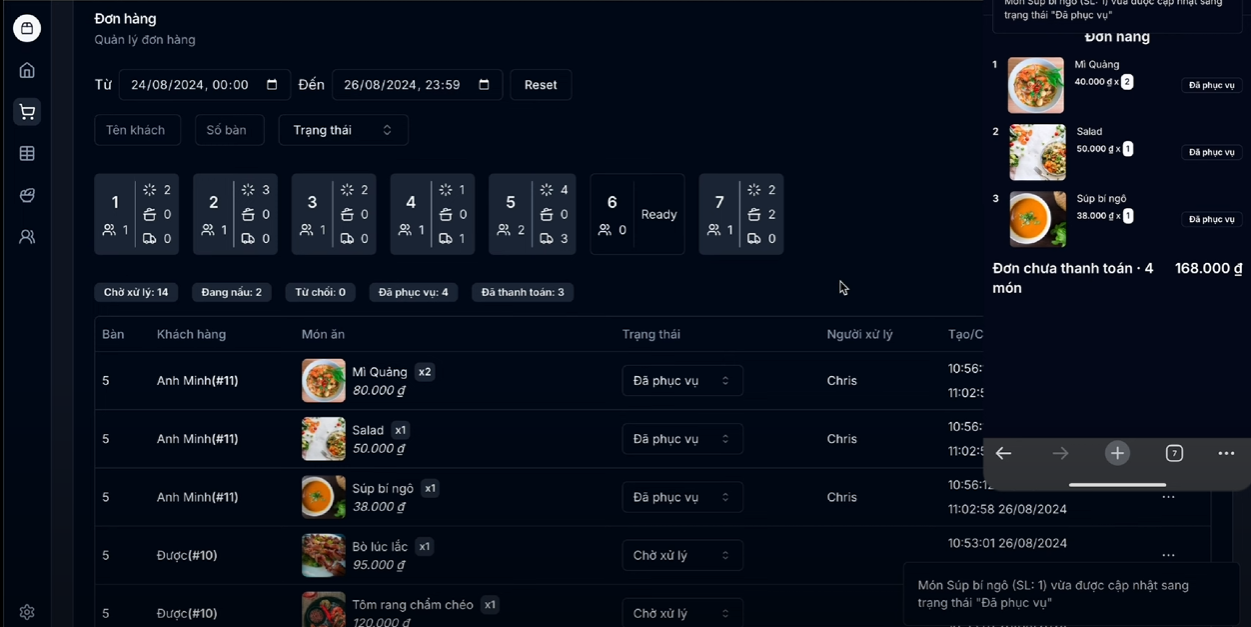 Đơn hàng
Quản lý đơn hàng
Từ 24/08/2024, 00:00 Đến 26/08/2024, 23:59 Reset
Tên khách Số bàn Trạng thái
1 1 2 0 0
2 1 3 0 0
3 1 2 0 0
4 1 1 0 1
5 2 4 0 3
6 0 Ready
7 1 2 2 0
Chờ xử lý: 14 Đang nấu: 2 Từ chối: 0 Đã phục vụ: 4 Đã thanh toán: 3
Bàn Khách hàng Món ăn Trạng thái Người xử lý Tạo/C
5 Anh Minh(#11) Mì Quảng x2 Đã phục vụ Chris 10:56:
80.000 ₫ 11:02:5
5 Anh Minh(#11) Salad x1 Đã phục vụ Chris 10:56:
50.000 ₫ 11:02:5
5 Anh Minh(#11) Súp bí ngô x1 Đã phục vụ Chris 10:56:12
38.000 ₫ 11:02:58 26/08/2024
5 Được(#10) Bò lúc lắc x1 Chờ xử lý 10:53:01 26/08/2024
95.000 ₫
5 Được(#10) Tôm rang chấm chéo x1 Chờ xử lý
120.000 ₫
Món Súp bí ngô (SL: 1) vừa được cập nhật sang
trạng thái "Đã phục vụ"
Đơn hàng
1 Mì Quảng
40.000 ₫ x 2 Đã phục vụ
2 Salad
50.000 ₫ x 1 Đã phục vụ
3 Súp bí ngô
38.000 ₫ x 1 Đã phục vụ
Đơn chưa thanh toán · 4 168.000 ₫
món
7
Món Súp bí ngô (SL: 1) vừa được cập nhật sang
trạng thái "Đã phục vụ"